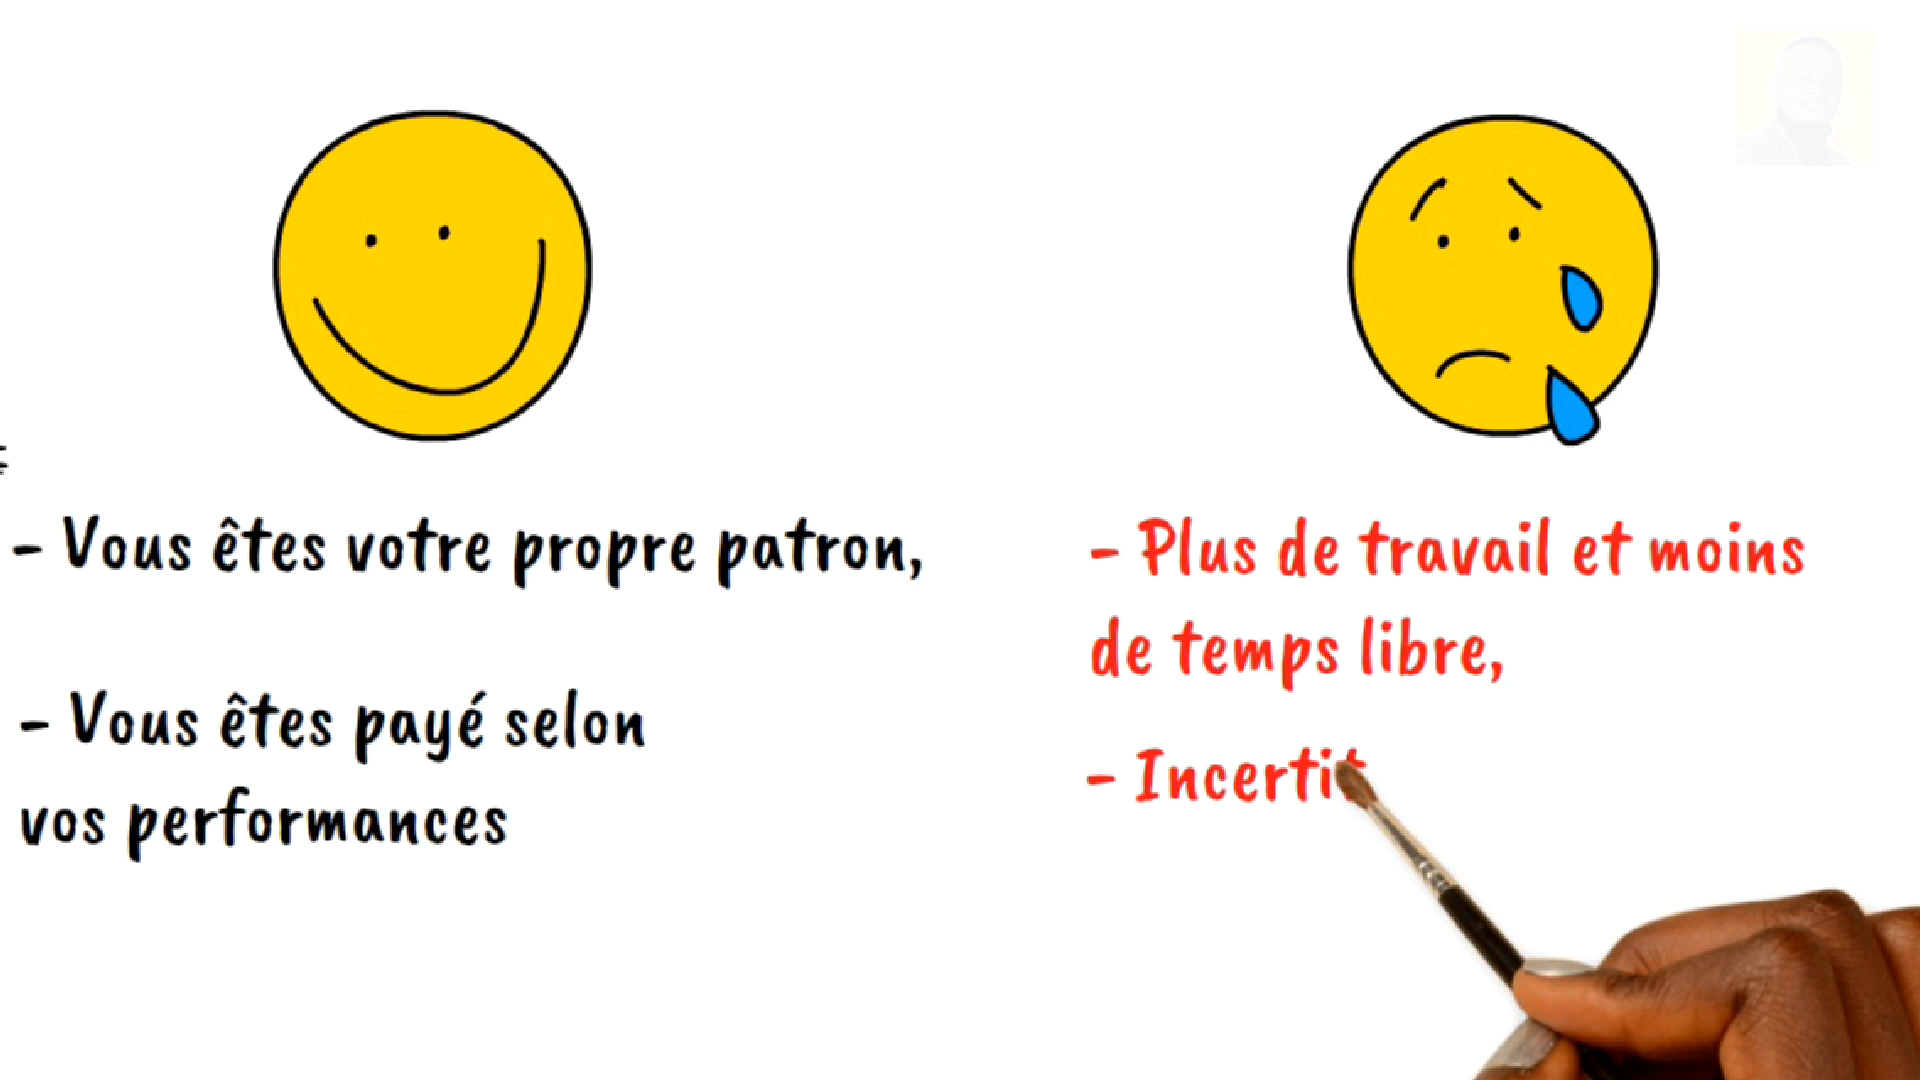 - Vous êtes votre propre patron,
- Vous êtes payé selon
vos performances
- Plus de travail et moins
de temps libre,
- Incertit